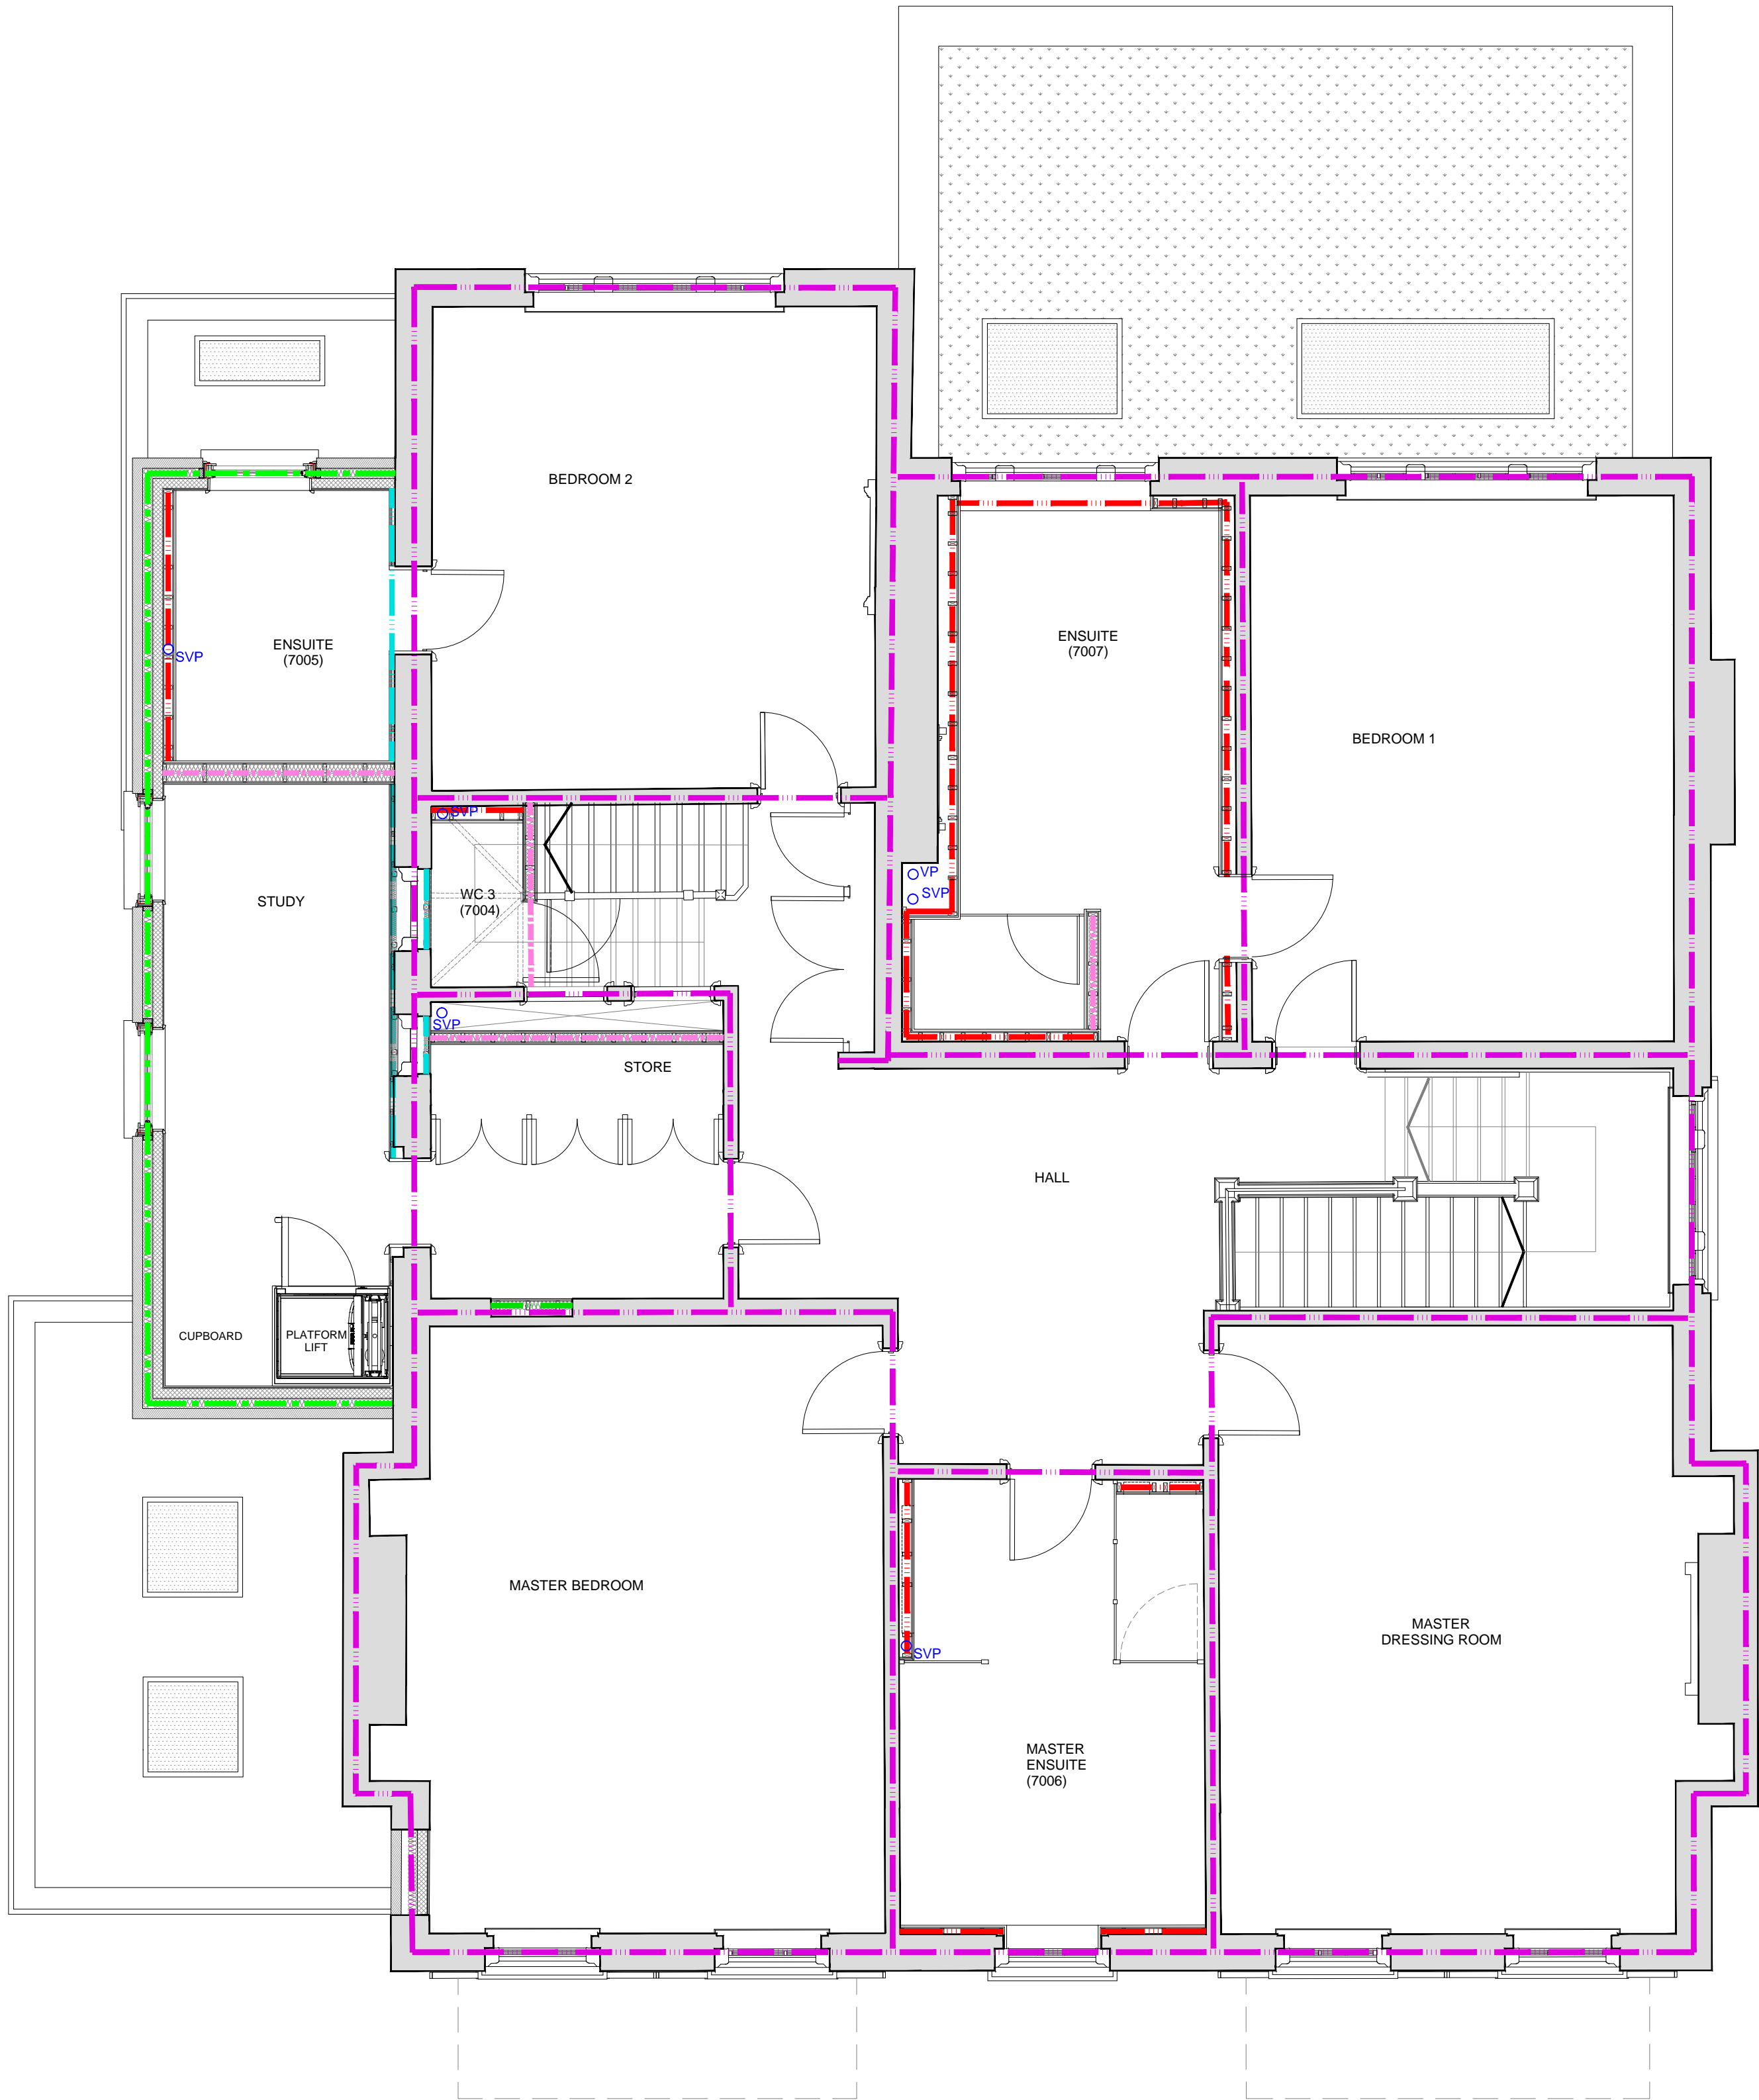 BEDROOM 2
ENSUITE
(7005)
SVP
ENSUITE
(7007)
BEDROOM 1
SVP
WC 3
(7004)
VP
SVP
STUDY
SVP
STORE
HALL
CUPBOARD
PLATFORM
LIFT
MASTER BEDROOM
MASTER
DRESSING ROOM
SVP
MASTER
ENSUITE
(7006)